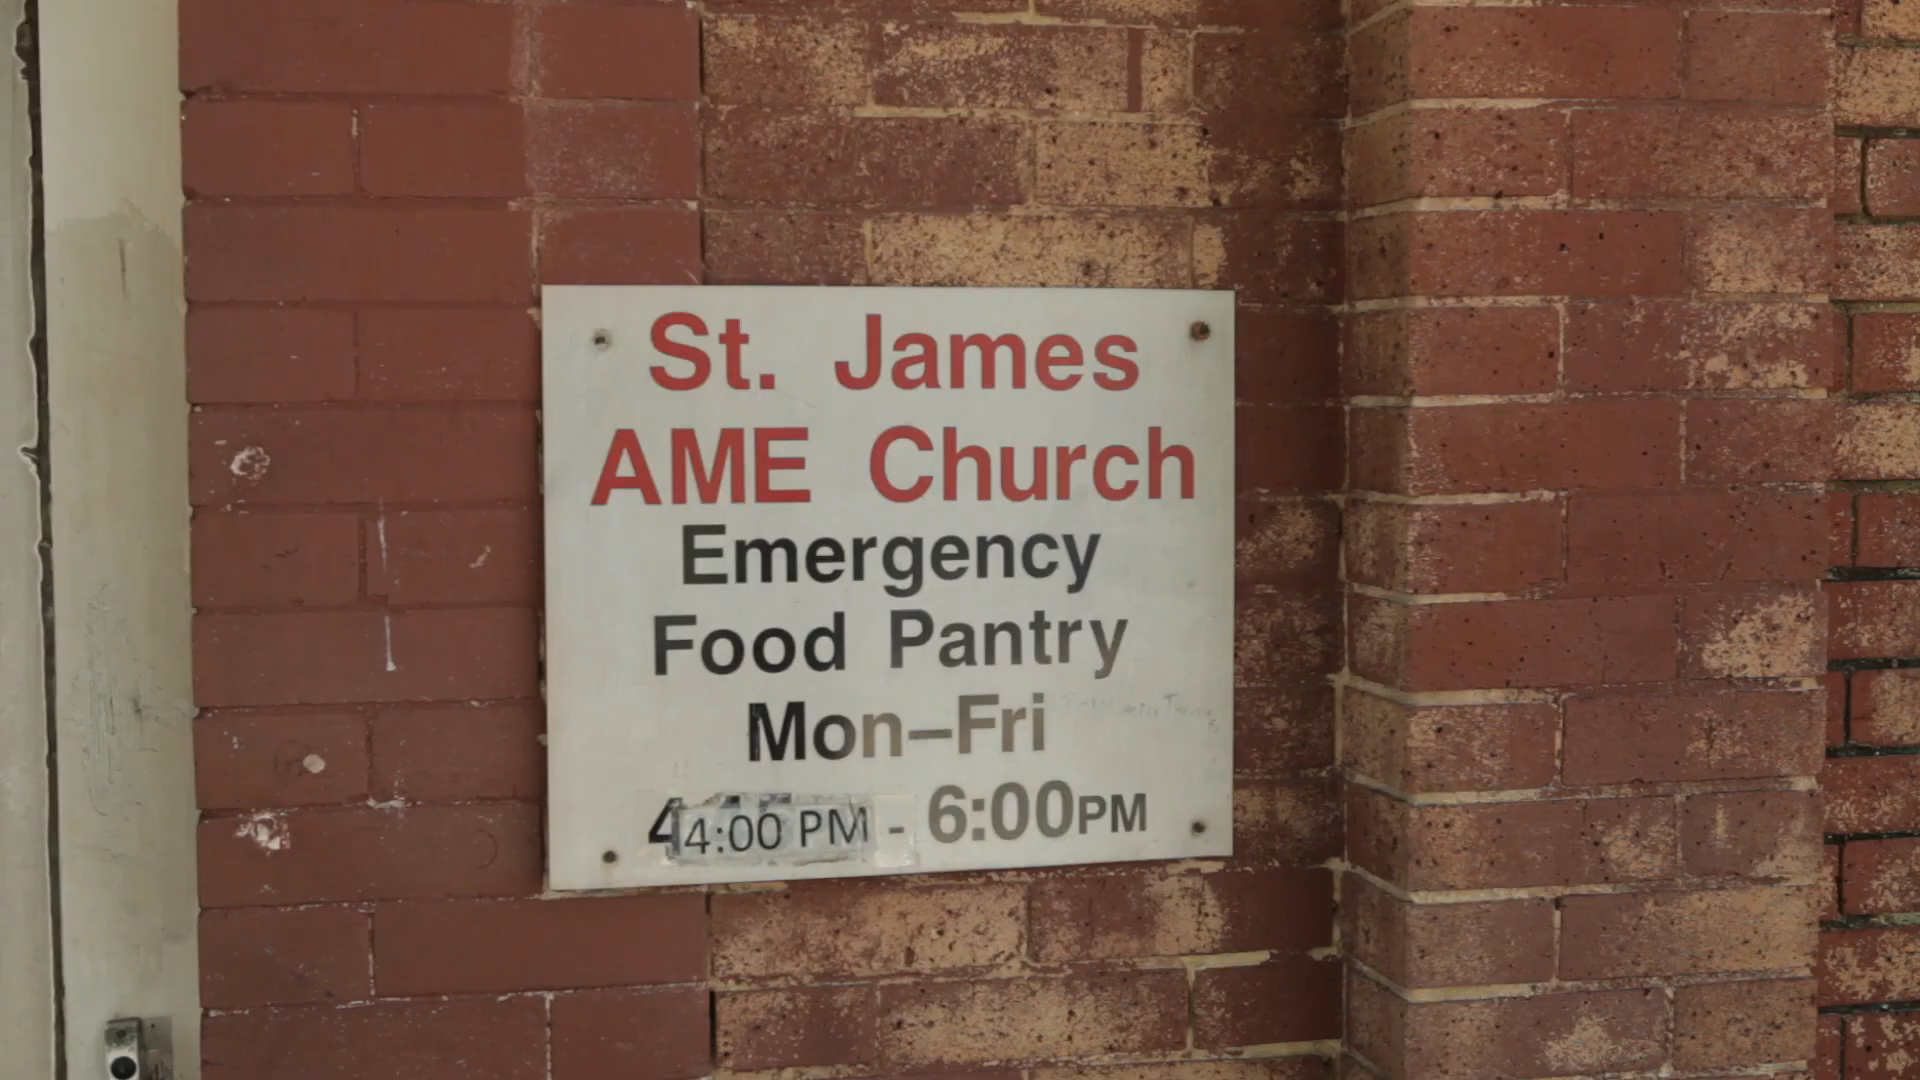 St. James
AME Church
Emergency
Food Pantry
Mon–Fri
4:00 PM - 6:00PM